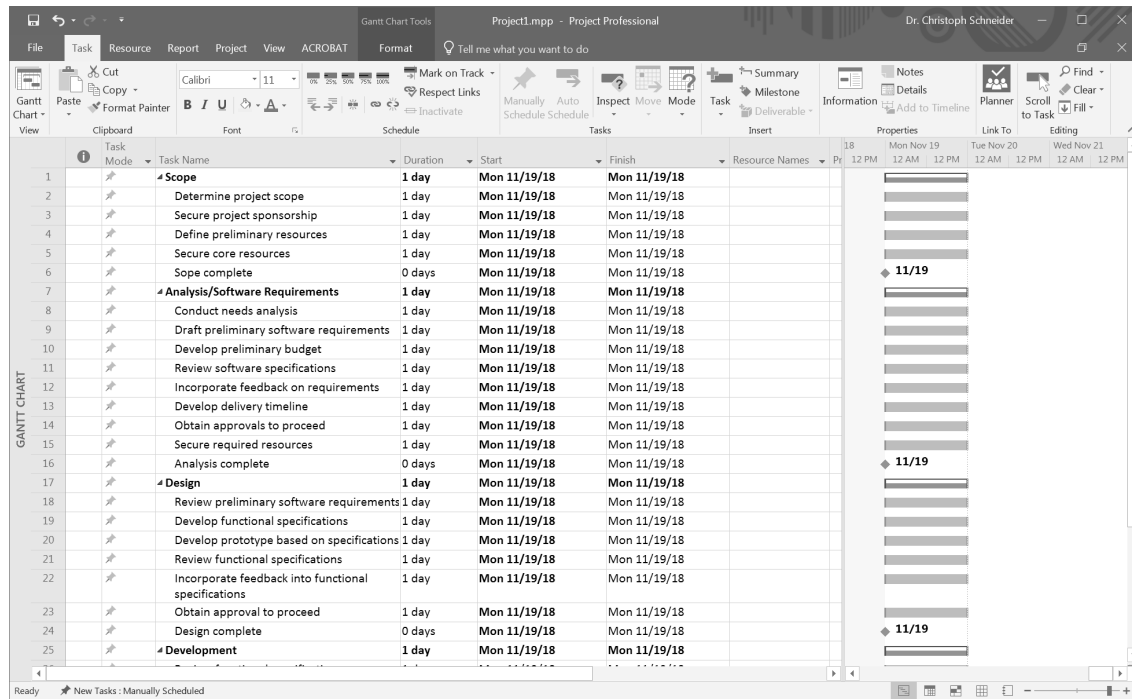 Gantt Chart Tools
Project1.mpp - Project Professional
Dr. Christoph Schneider
File Task Resource Report Project View ACROBAT Format Tell me what you want to do
Gantt Chart
View
Paste
Cut
Copy
Format Painter
Clipboard
Calibri 11
B I U A
Font
0% 25% 50% 75% 100%
Mark on Track
Respect Links
Inactivate
Schedule
Manually Schedule
Auto Schedule
Inspect
Move
Mode
Tasks
Task
Summary
Milestone
Deliverable
Insert
Information
Notes
Details
Add to Timeline
Properties
Planner
Link To
Scroll to Task
Find
Clear
Fill
Editing
Task Mode Task Name Duration Start Finish Resource Names Pr
18 Mon Nov 19 Tue Nov 20 Wed Nov 21
12 PM 12 AM 12 PM 12 AM 12 PM 12 AM 12 PM
GANTT CHART
1 Scope 1 day Mon 11/19/18 Mon 11/19/18
2 Determine project scope 1 day Mon 11/19/18 Mon 11/19/18
3 Secure project sponsorship 1 day Mon 11/19/18 Mon 11/19/18
4 Define preliminary resources 1 day Mon 11/19/18 Mon 11/19/18
5 Secure core resources 1 day Mon 11/19/18 Mon 11/19/18
6 Sope complete 0 days Mon 11/19/18 Mon 11/19/18 11/19
7 Analysis/Software Requirements 1 day Mon 11/19/18 Mon 11/19/18
8 Conduct needs analysis 1 day Mon 11/19/18 Mon 11/19/18
9 Draft preliminary software requirements 1 day Mon 11/19/18 Mon 11/19/18
10 Develop preliminary budget 1 day Mon 11/19/18 Mon 11/19/18
11 Review software specifications 1 day Mon 11/19/18 Mon 11/19/18
12 Incorporate feedback on requirements 1 day Mon 11/19/18 Mon 11/19/18
13 Develop delivery timeline 1 day Mon 11/19/18 Mon 11/19/18
14 Obtain approvals to proceed 1 day Mon 11/19/18 Mon 11/19/18
15 Secure required resources 1 day Mon 11/19/18 Mon 11/19/18
16 Analysis complete 0 days Mon 11/19/18 Mon 11/19/18 11/19
17 Design 1 day Mon 11/19/18 Mon 11/19/18
18 Review preliminary software requirements 1 day Mon 11/19/18 Mon 11/19/18
19 Develop functional specifications 1 day Mon 11/19/18 Mon 11/19/18
20 Develop prototype based on specifications 1 day Mon 11/19/18 Mon 11/19/18
21 Review functional specifications 1 day Mon 11/19/18 Mon 11/19/18
22 Incorporate feedback into functional 1 day Mon 11/19/18 Mon 11/19/18
specifications
23 Obtain approval to proceed 1 day Mon 11/19/18 Mon 11/19/18
24 Design complete 0 days Mon 11/19/18 Mon 11/19/18 11/19
25 Development 1 day Mon 11/19/18 Mon 11/19/18
Ready New Tasks : Manually Scheduled